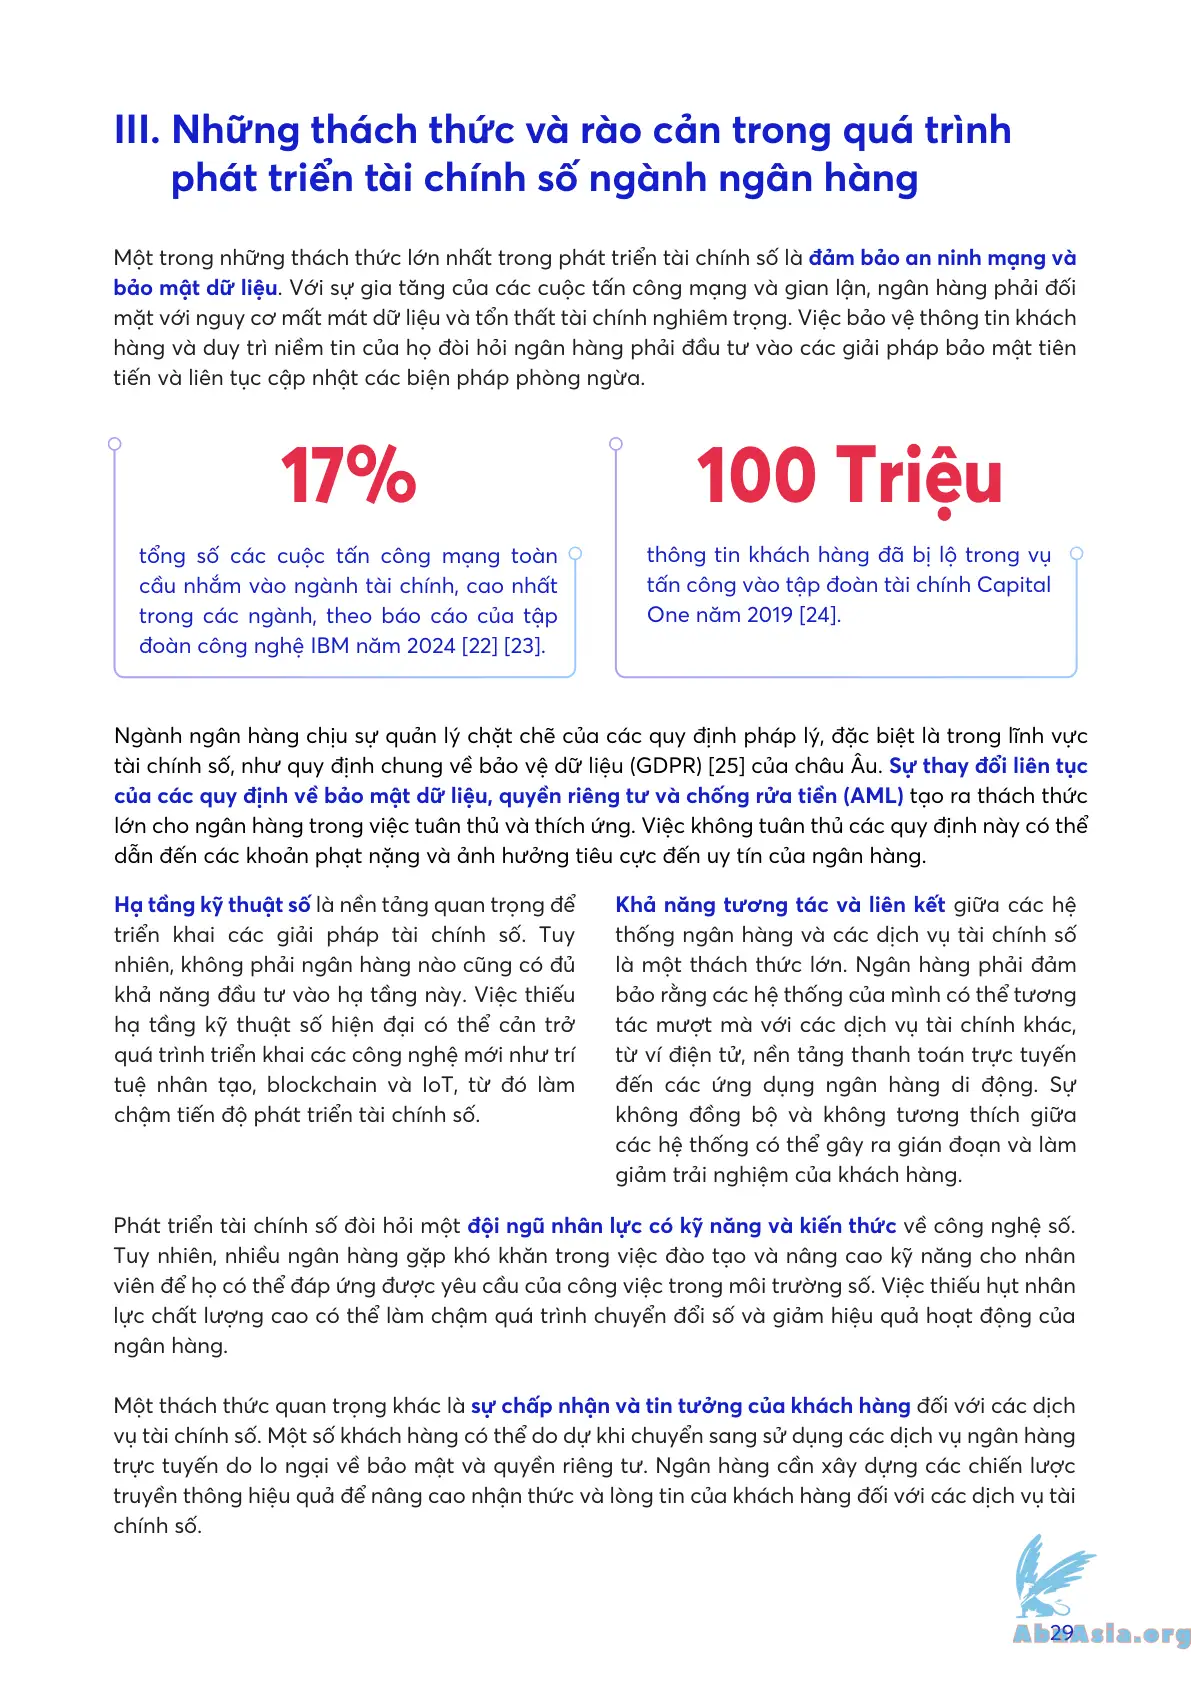 III. Những thách thức và rào cản trong quá trình
phát triển tài chính số ngành ngân hàng
Một trong những thách thức lớn nhất trong phát triển tài chính số là đảm bảo an ninh mạng và
bảo mật dữ liệu. Với sự gia tăng của các cuộc tấn công mạng và gian lận, ngân hàng phải đối
mặt với nguy cơ mất mát dữ liệu và tổn thất tài chính nghiêm trọng. Việc bảo vệ thông tin khách
hàng và duy trì niềm tin của họ đòi hỏi ngân hàng phải đầu tư vào các giải pháp bảo mật tiên
tiến và liên tục cập nhật các biện pháp phòng ngừa.
17%
tổng số các cuộc tấn công mạng toàn
cầu nhắm vào ngành tài chính, cao nhất
trong các ngành, theo báo cáo của tập
đoàn công nghệ IBM năm 2024 [22] [23].
100 Triệu
thông tin khách hàng đã bị lộ trong vụ
tấn công vào tập đoàn tài chính Capital
One năm 2019 [24].
Ngành ngân hàng chịu sự quản lý chặt chẽ của các quy định pháp lý, đặc biệt là trong lĩnh vực
tài chính số, như quy định chung về bảo vệ dữ liệu (GDPR) [25] của châu Âu. Sự thay đổi liên tục
của các quy định về bảo mật dữ liệu, quyền riêng tư và chống rửa tiền (AML) tạo ra thách thức
lớn cho ngân hàng trong việc tuân thủ và thích ứng. Việc không tuân thủ các quy định này có thể
dẫn đến các khoản phạt nặng và ảnh hưởng tiêu cực đến uy tín của ngân hàng.
Hạ tầng kỹ thuật số là nền tảng quan trọng để
triển khai các giải pháp tài chính số. Tuy
nhiên, không phải ngân hàng nào cũng có đủ
khả năng đầu tư vào hạ tầng này. Việc thiếu
hạ tầng kỹ thuật số hiện đại có thể cản trở
quá trình triển khai các công nghệ mới như trí
tuệ nhân tạo, blockchain và IoT, từ đó làm
chậm tiến độ phát triển tài chính số.
Khả năng tương tác và liên kết giữa các hệ
thống ngân hàng và các dịch vụ tài chính số
là một thách thức lớn. Ngân hàng phải đảm
bảo rằng các hệ thống của mình có thể tương
tác mượt mà với các dịch vụ tài chính khác,
từ ví điện tử, nền tảng thanh toán trực tuyến
đến các ứng dụng ngân hàng di động. Sự
không đồng bộ và không tương thích giữa
các hệ thống có thể gây ra gián đoạn và làm
giảm trải nghiệm của khách hàng.
Phát triển tài chính số đòi hỏi một đội ngũ nhân lực có kỹ năng và kiến thức về công nghệ số.
Tuy nhiên, nhiều ngân hàng gặp khó khăn trong việc đào tạo và nâng cao kỹ năng cho nhân
viên để họ có thể đáp ứng được yêu cầu của công việc trong môi trường số. Việc thiếu hụt nhân
lực chất lượng cao có thể làm chậm quá trình chuyển đổi số và giảm hiệu quả hoạt động của
ngân hàng.
Một thách thức quan trọng khác là sự chấp nhận và tin tưởng của khách hàng đối với các dịch
vụ tài chính số. Một số khách hàng có thể do dự khi chuyển sang sử dụng các dịch vụ ngân hàng
trực tuyến do lo ngại về bảo mật và quyền riêng tư. Ngân hàng cần xây dựng các chiến lược
truyền thông hiệu quả để nâng cao nhận thức và lòng tin của khách hàng đối với các dịch vụ tài
chính số.
29